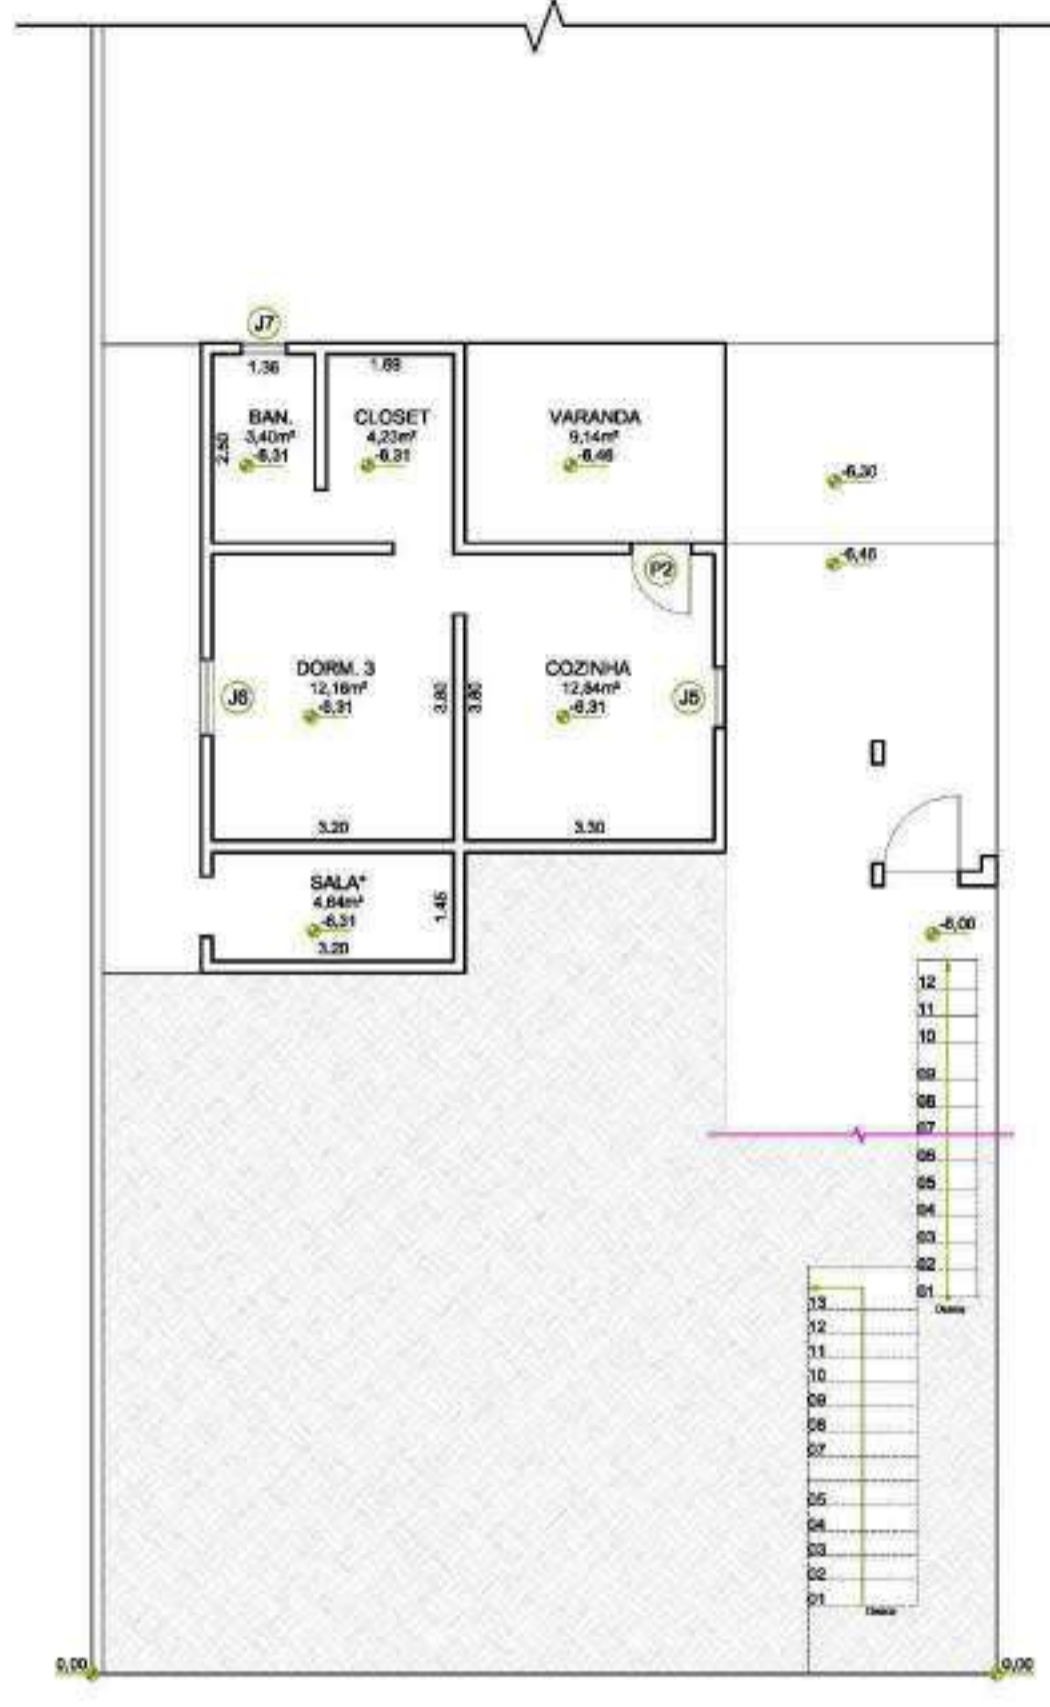 J7
1.36
1.69
BAN.
3,40m²
-6,31
2.50
CLOSET
4,23m²
-6,31
VARANDA
9,14m²
-6,46
-6,30
-6,46
P2
DORM. 3
12,16m²
-6,31
J6
3.80
3.80
COZINHA
12,54m²
-6,31
J5
3.20
3.30
SALA*
4,64m²
-6,31
3.20
1.45
-6,00
12
11
10
09
08
07
06
05
04
03
02
01
Desce
13
12
11
10
09
08
07
05
04
03
02
01
Desce
0,00
0,00